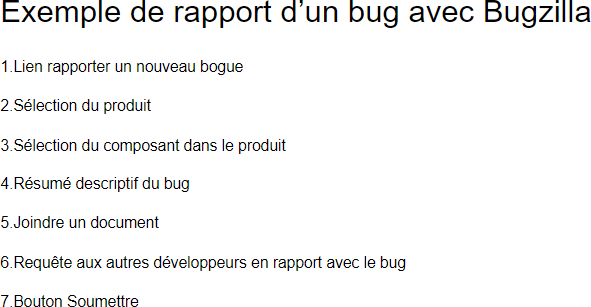 Exemple de rapport d’un bug avec Bugzilla
1.Lien rapporter un nouveau bogue
2.Sélection du produit
3.Sélection du composant dans le produit
4.Résumé descriptif du bug
5.Joindre un document
6.Requête aux autres développeurs en rapport avec le bug
7.Bouton Soumettre